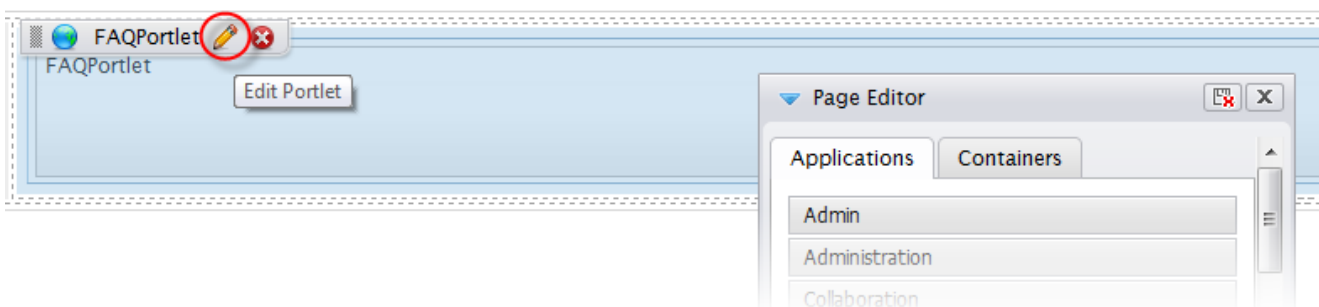 FAQPortlet
FAQPortlet
Edit Portlet
Page Editor
Applications Containers
Admin
Administration
Collaboration